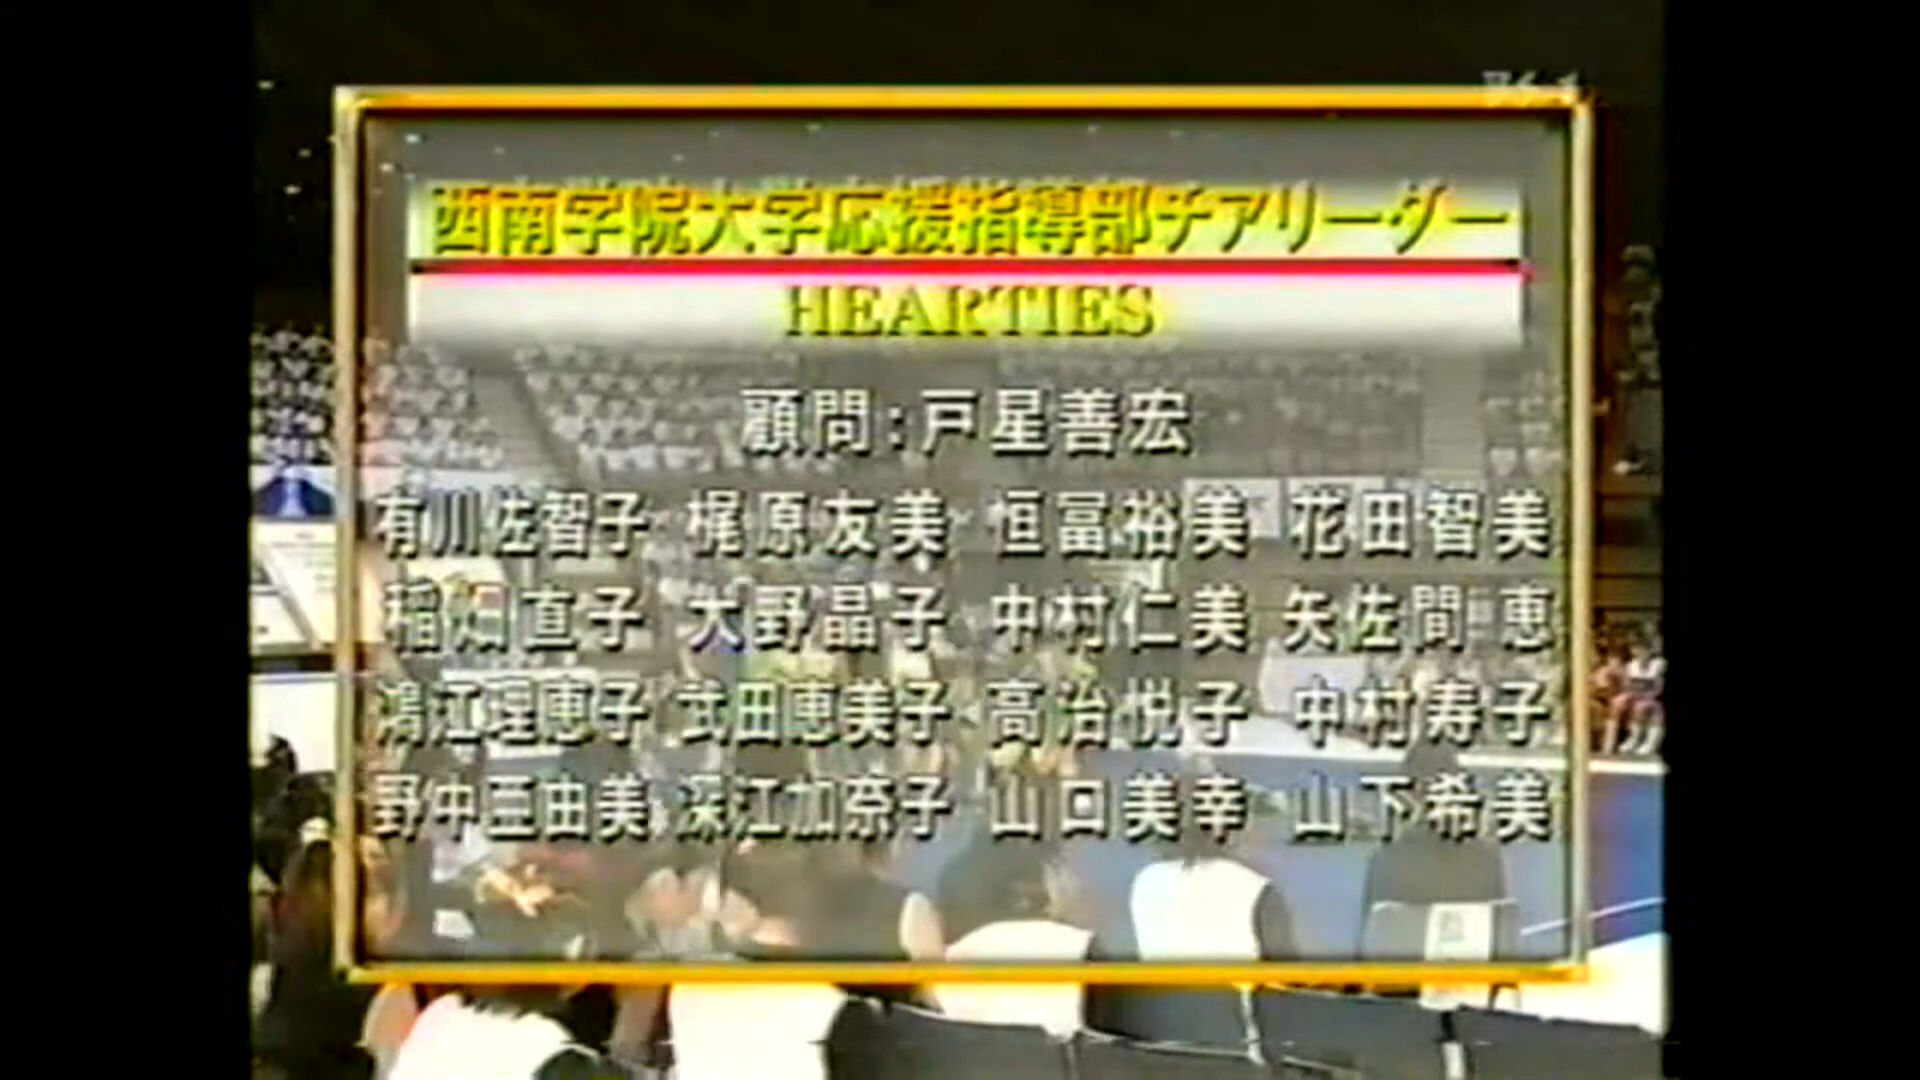 西南学院大学応援指導部チアリーダー
HEARTIES
顧問:戸星善宏
有川佐智子 梶原友美 恒冨裕美 花田智美
稲畑直子 大野晶子 中村仁美 矢佐間 恵
鴻江理恵子 武田恵美子 高治悦子 中村寿子
野中亜由美 深江加奈子 山口美幸 山下希美